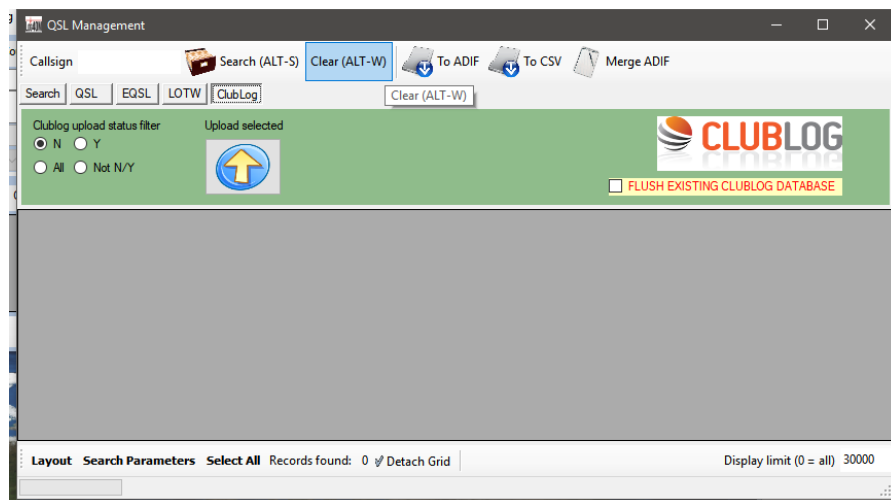 QSL Management
Callsign Search (ALT-S) Clear (ALT-W) To ADIF To CSV Merge ADIF
Search QSL EQSL LOTW ClubLog Clear (ALT-W)
Clublog upload status filter Upload selected
N Y
All Not N/Y
CLUBLOG
FLUSH EXISTING CLUBLOG DATABASE
Layout Search Parameters Select All Records found: 0 Detach Grid Display limit (0 = all) 30000